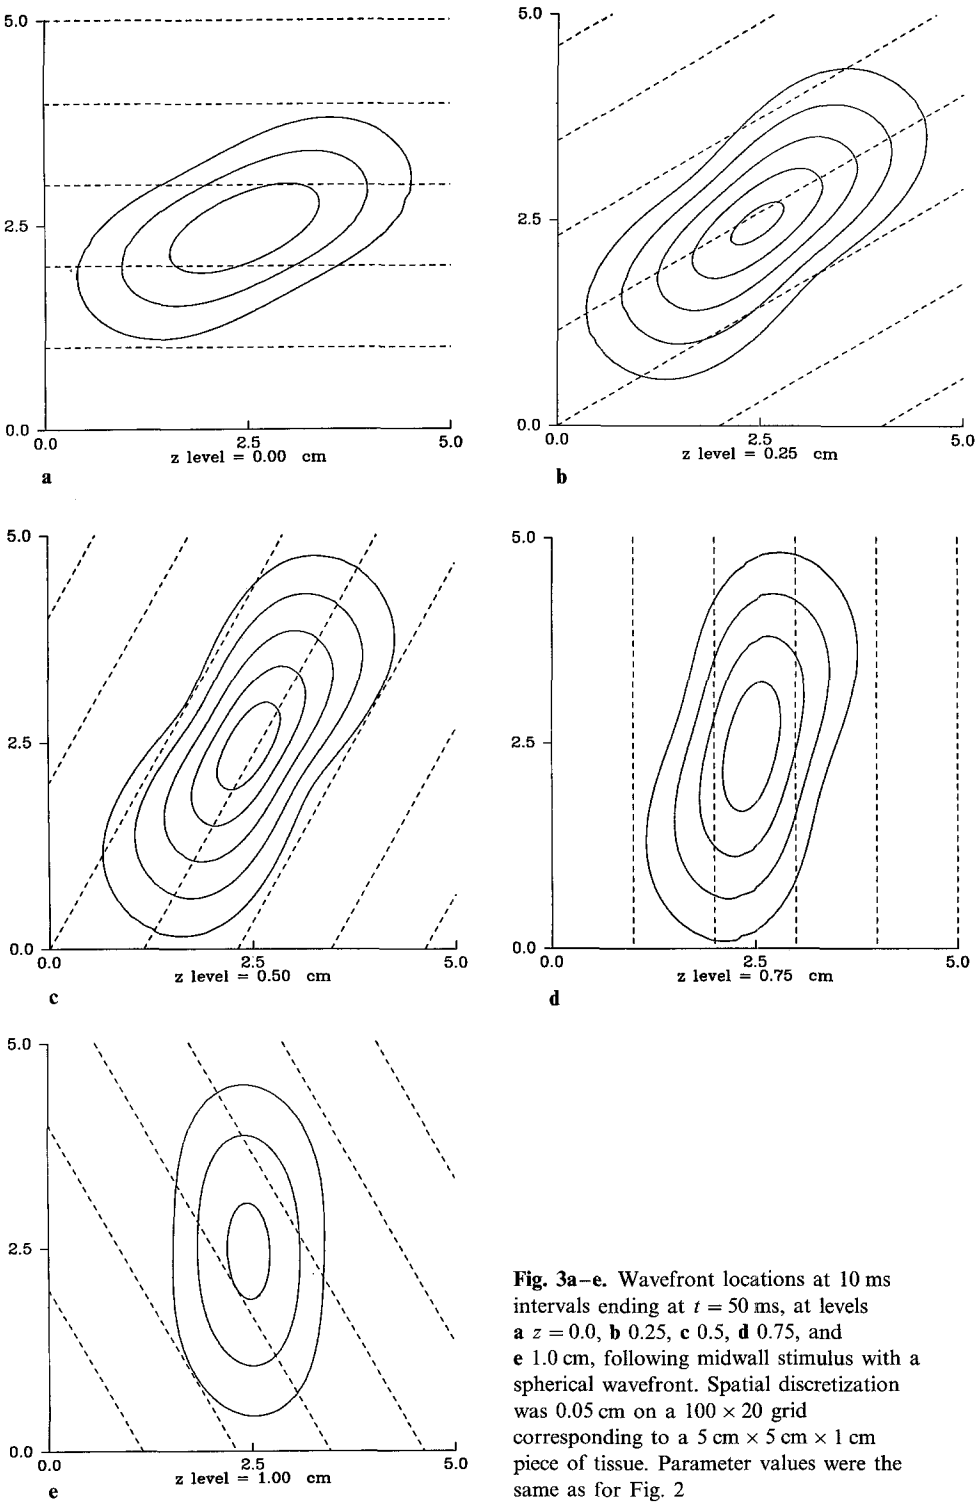 5.0
2.5
0.0
0.0
2.5
5.0
z level = 0.00 cm
a
5.0
2.5
0.0
0.0
2.5
5.0
z level = 0.25 cm
b
5.0
2.5
0.0
0.0
2.5
5.0
z level = 0.50 cm
c
5.0
2.5
0.0
0.0
2.5
5.0
z level = 0.75 cm
d
5.0
2.5
0.0
0.0
2.5
5.0
z level = 1.00 cm
e
Fig. 3a–e. Wavefront locations at 10 ms
intervals ending at t = 50 ms, at levels
a z = 0.0, b 0.25, c 0.5, d 0.75, and
e 1.0 cm, following midwall stimulus with a
spherical wavefront. Spatial discretization
was 0.05 cm on a 100 × 20 grid
corresponding to a 5 cm × 5 cm × 1 cm
piece of tissue. Parameter values were the
same as for Fig. 2